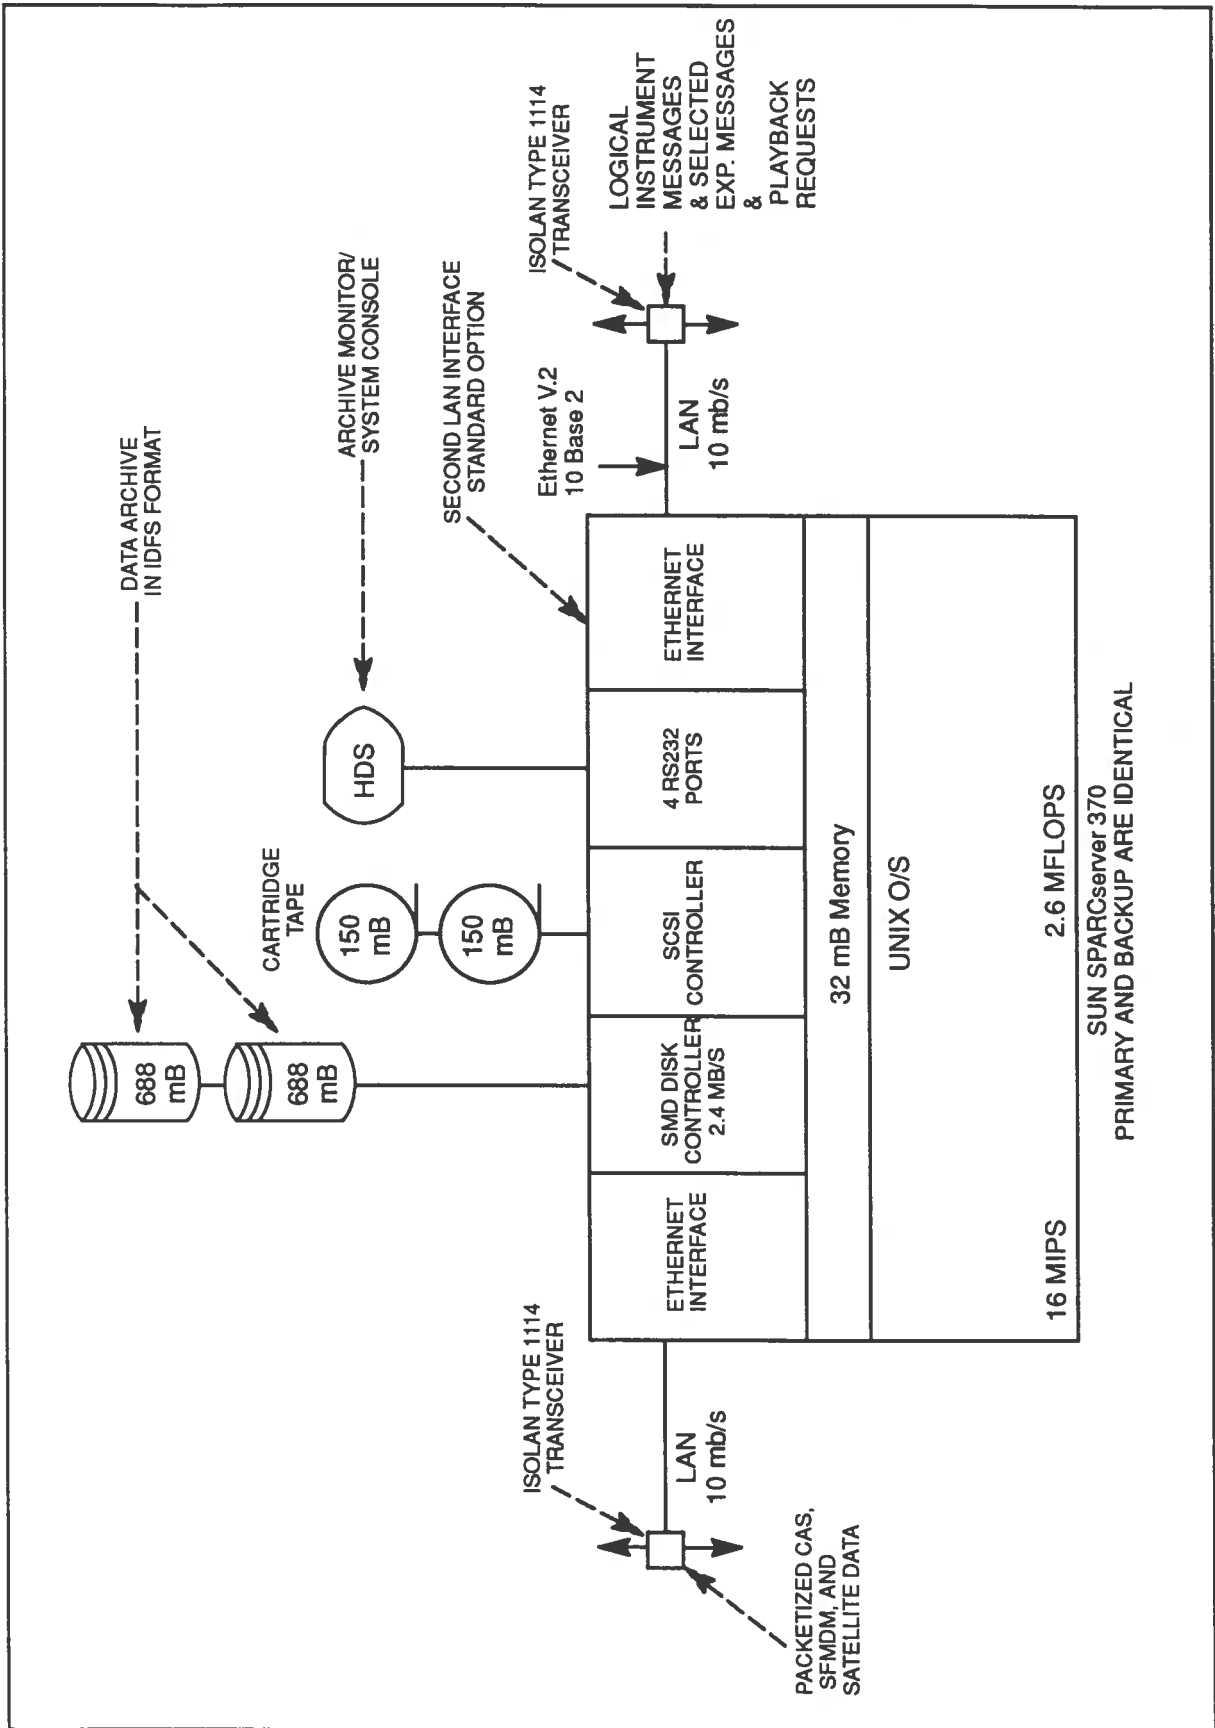 DATA ARCHIVE
IN IDFS FORMAT
688
mB
688
mB
CARTRIDGE
TAPE
150
mB
150
mB
HDS
ARCHIVE MONITOR/
SYSTEM CONSOLE
SECOND LAN INTERFACE
STANDARD OPTION
ISOLAN TYPE 1114
TRANSCEIVER
LOGICAL
INSTRUMENT
MESSAGES
& SELECTED
EXP. MESSAGES
&
PLAYBACK
REQUESTS
Ethernet V.2
10 Base 2
LAN
10 mb/s
ISOLAN TYPE 1114
TRANSCEIVER
LAN
10 mb/s
PACKETIZED CAS,
SFMDM, AND
SATELLITE DATA
ETHERNET
INTERFACE
SMD DISK
CONTROLLER
2.4 MB/S
SCSI
CONTROLLER
4 RS232
PORTS
ETHERNET
INTERFACE
32 mB Memory
UNIX O/S
16 MIPS
2.6 MFLOPS
SUN SPARCserver 370
PRIMARY AND BACKUP ARE IDENTICAL